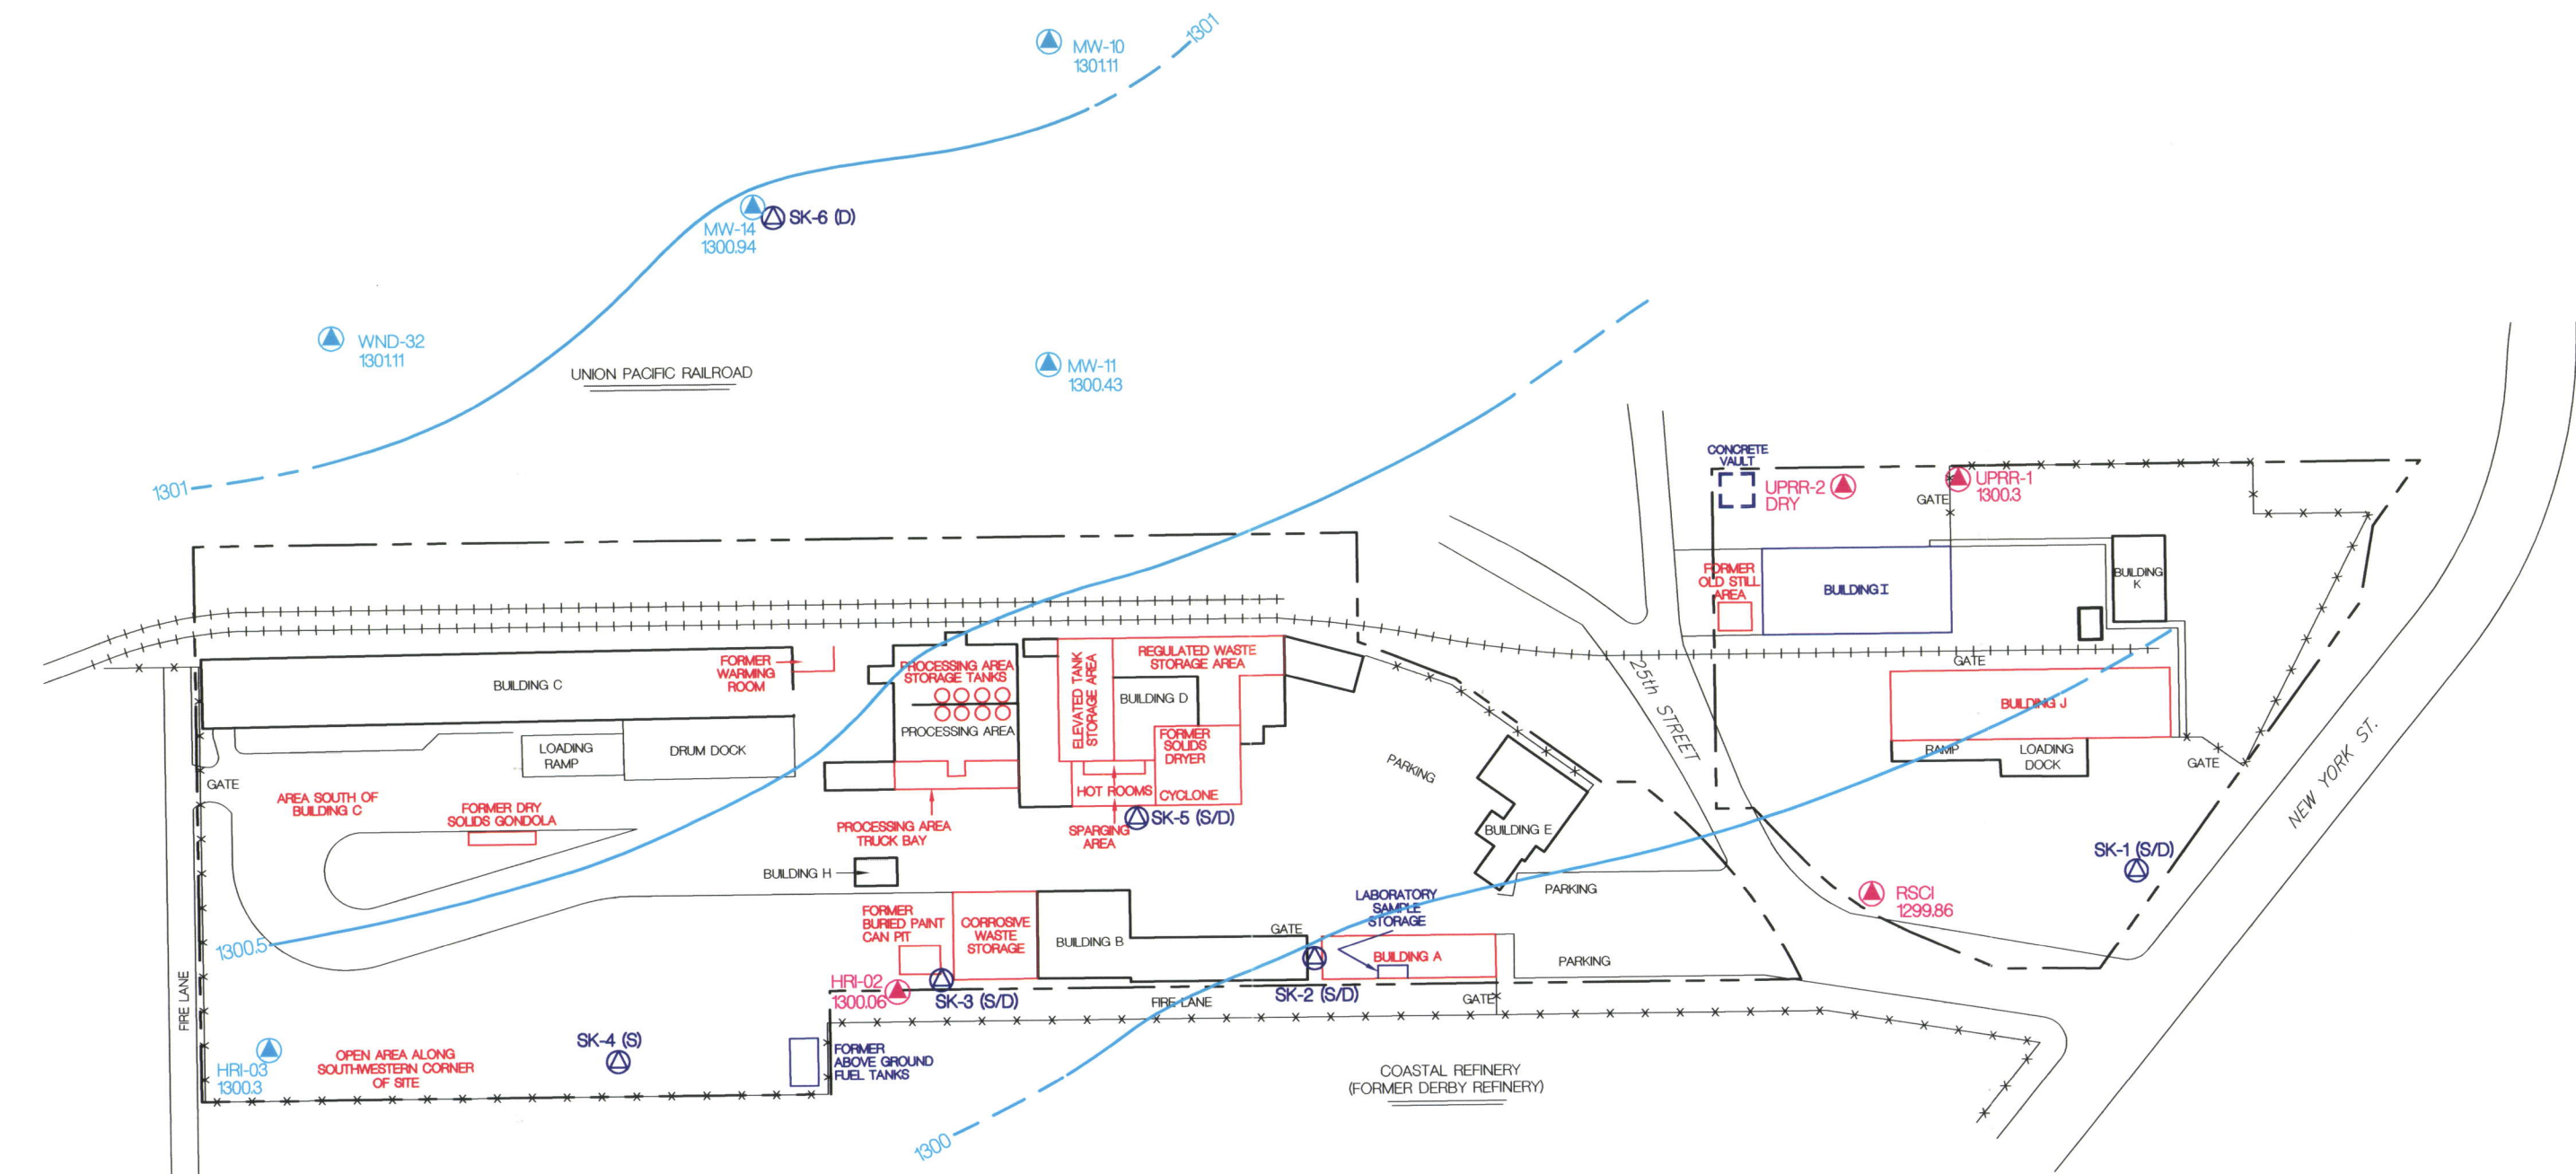 1301
MW-10
1301.11
MW-14
1300.94
SK-6 (D)
WND-32
1301.11
UNION PACIFIC RAILROAD
MW-11
1300.43
1301
CONCRETE
VAULT
UPRR-2
DRY
UPRR-1
1300.3
GATE
FORMER
OLD STILL
AREA
BUILDING I
BUILDING
K
25th STREET
GATE
BUILDING J
RAMP
LOADING
DOCK
GATE
NEW YORK ST.
BUILDING C
FORMER
WARMING
ROOM
PROCESSING AREA
STORAGE TANKS
PROCESSING AREA
ELEVATED TANK
STORAGE AREA
REGULATED WASTE
STORAGE AREA
BUILDING D
FORMER
SOLIDS
DRYER
HOT ROOMS
CYCLONE
LOADING
RAMP
DRUM DOCK
GATE
AREA SOUTH OF
BUILDING C
FORMER DRY
SOLIDS GONDOLA
PROCESSING AREA
TRUCK BAY
SPARGING
AREA
SK-5 (S/D)
PARKING
BUILDING E
BUILDING H
PARKING
SK-1 (S/D)
RSCI
1299.86
LABORATORY
SAMPLE
STORAGE
FORMER
BURIED PAINT
CAN PIT
CORROSIVE
WASTE
STORAGE
BUILDING B
GATE
BUILDING A
PARKING
1300.5
FIRE LANE
HRI-02
1300.06
SK-3 (S/D)
FIRE LANE
SK-2 (S/D)
GATE
HRI-03
1300.3
OPEN AREA ALONG
SOUTHWESTERN CORNER
OF SITE
SK-4 (S)
FORMER
ABOVE GROUND
FUEL TANKS
COASTAL REFINERY
(FORMER DERBY REFINERY)
1300